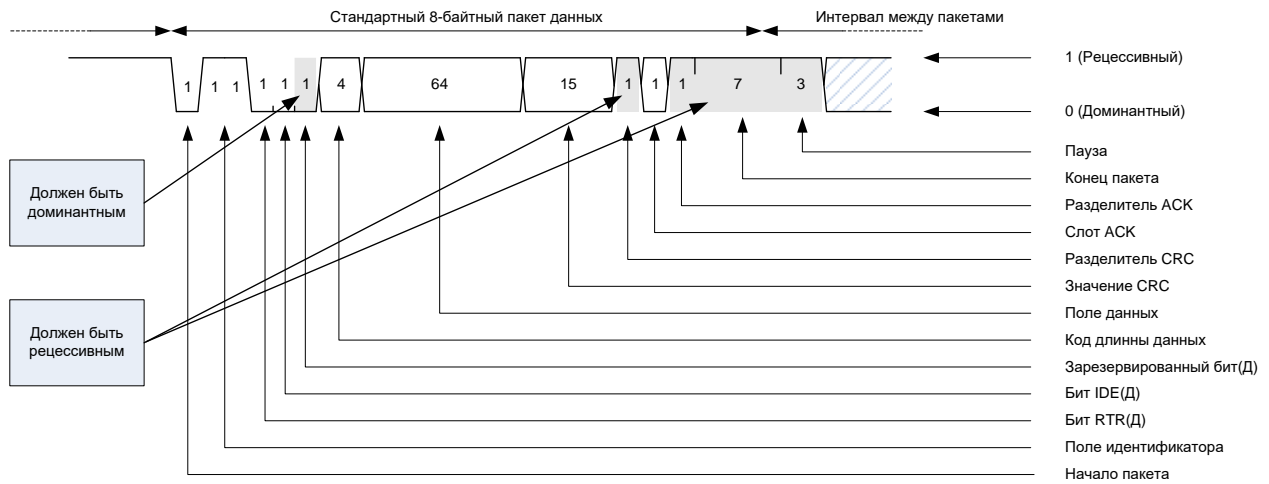 Стандартный 8-байтный пакет данных
Интервал между пакетами
1 1 1 1 1 1 4 64 15 1 1 1 7 3
1 (Рецессивный)
0 (Доминантный)
Должен быть
доминантным
Должен быть
рецессивным
Пауза
Конец пакета
Разделитель ACK
Слот ACK
Разделитель CRC
Значение CRC
Поле данных
Код длинны данных
Зарезервированный бит(Д)
Бит IDE(Д)
Бит RTR(Д)
Поле идентификатора
Начало пакета